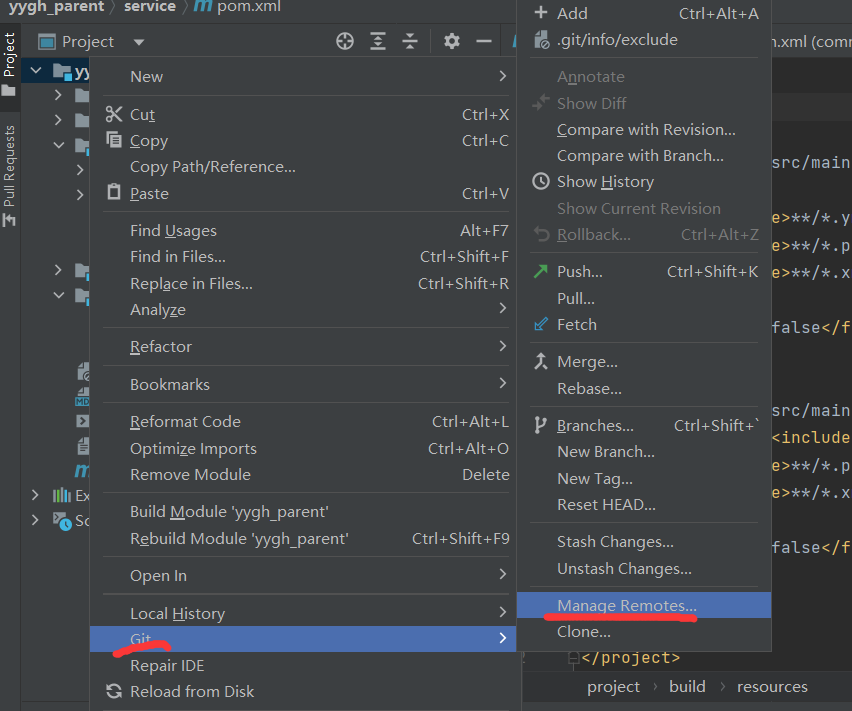 yygh_parent service pom.xml
Project
Project
Pull Requests
yy
MD
m
Ex
Sc
New
Cut Ctrl+X
Copy Ctrl+C
Copy Path/Reference...
Paste Ctrl+V
Find Usages Alt+F7
Find in Files... Ctrl+Shift+F
Replace in Files... Ctrl+Shift+R
Analyze
Refactor
Bookmarks
Reformat Code Ctrl+Alt+L
Optimize Imports Ctrl+Alt+O
Remove Module Delete
Build Module 'yygh_parent'
Rebuild Module 'yygh_parent' Ctrl+Shift+F9
Open In
Local History
Git
Repair IDE
Reload from Disk
Add Ctrl+Alt+A
.git/info/exclude
Annotate
Show Diff
Compare with Revision...
Compare with Branch...
Show History
Show Current Revision
Rollback... Ctrl+Alt+Z
Push... Ctrl+Shift+K
Pull...
Fetch
Merge...
Rebase...
Branches... Ctrl+Shift+`
New Branch...
New Tag...
Reset HEAD...
Stash Changes...
Unstash Changes...
Manage Remotes...
Clone...
n.xml (comm
src/main
e>**/*.y
e>**/*.p
e>**/*.x
false</f
src/main
<include
e>**/*.p
e>**/*.x
false</f
</project>
project build resources